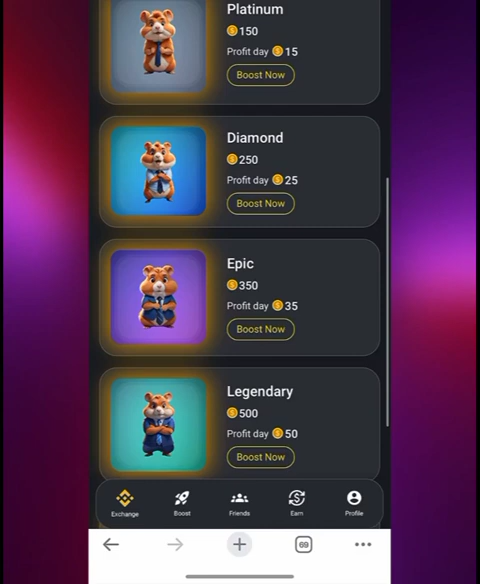 Platinum
150
Profit day 15
Boost Now
Diamond
250
Profit day 25
Boost Now
Epic
350
Profit day 35
Boost Now
Legendary
500
Profit day 50
Boost Now
Exchange
Boost
Friends
Earn
Profile
69